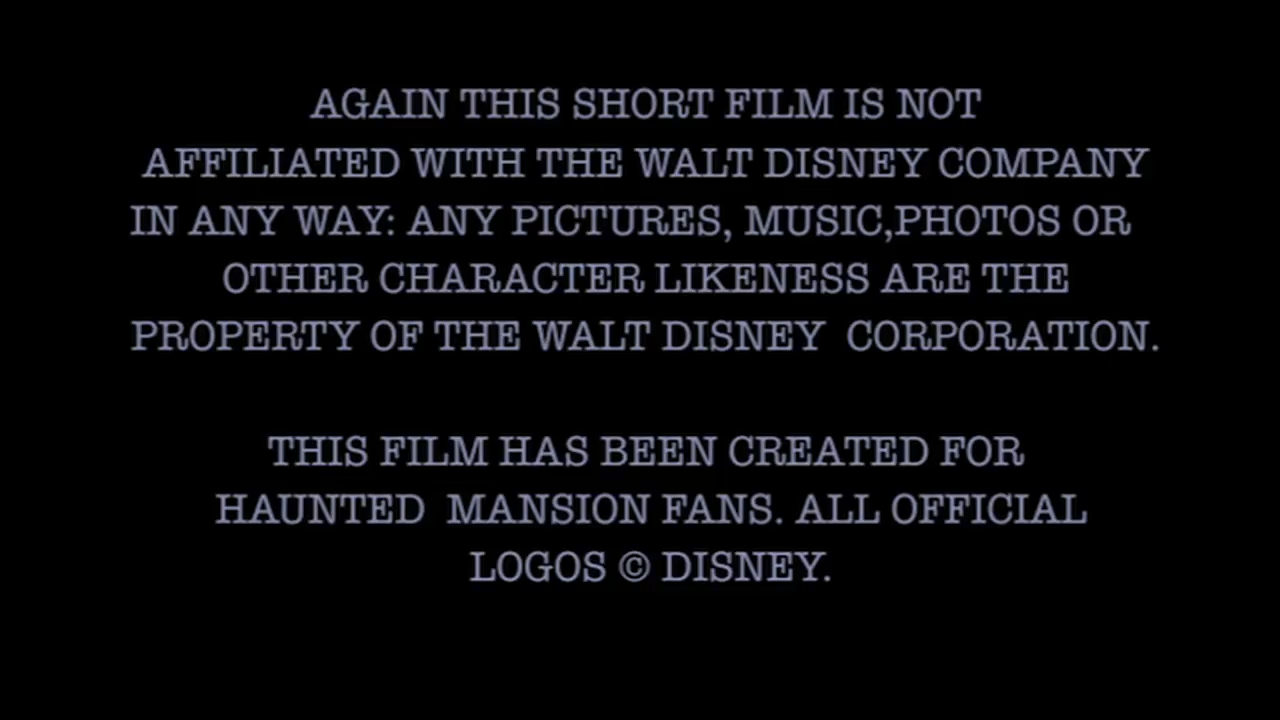 AGAIN THIS SHORT FILM IS NOT
AFFILIATED WITH THE WALT DISNEY COMPANY
IN ANY WAY: ANY PICTURES, MUSIC,PHOTOS OR
OTHER CHARACTER LIKENESS ARE THE
PROPERTY OF THE WALT DISNEY  CORPORATION.
THIS FILM HAS BEEN CREATED FOR
HAUNTED  MANSION FANS. ALL OFFICIAL
LOGOS © DISNEY.